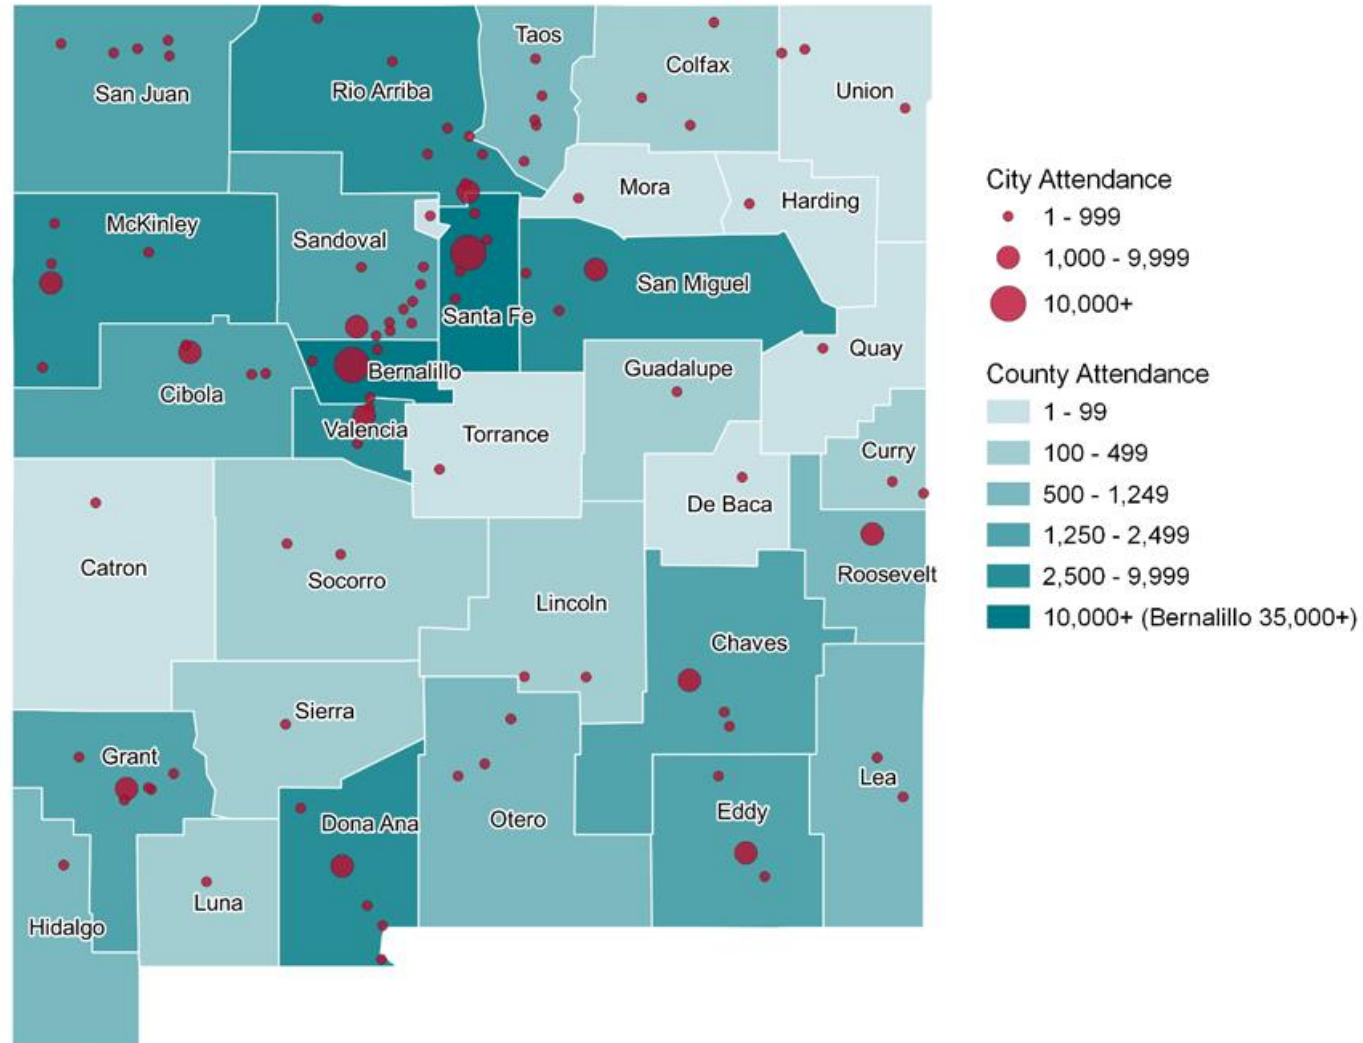 Taos
Colfax
San Juan
Rio Arriba
Union
Mora
Harding
McKinley
Sandoval
San Miguel
Santa Fe
Quay
Guadalupe
Bernalillo
Cibola
Valencia
Torrance
Curry
De Baca
Catron
Socorro
Roosevelt
Lincoln
Chaves
Sierra
Grant
Lea
Eddy
Dona Ana
Otero
Luna
Hidalgo
City Attendance
1 - 999
1,000 - 9,999
10,000+
County Attendance
1 - 99
100 - 499
500 - 1,249
1,250 - 2,499
2,500 - 9,999
10,000+ (Bernalillo 35,000+)